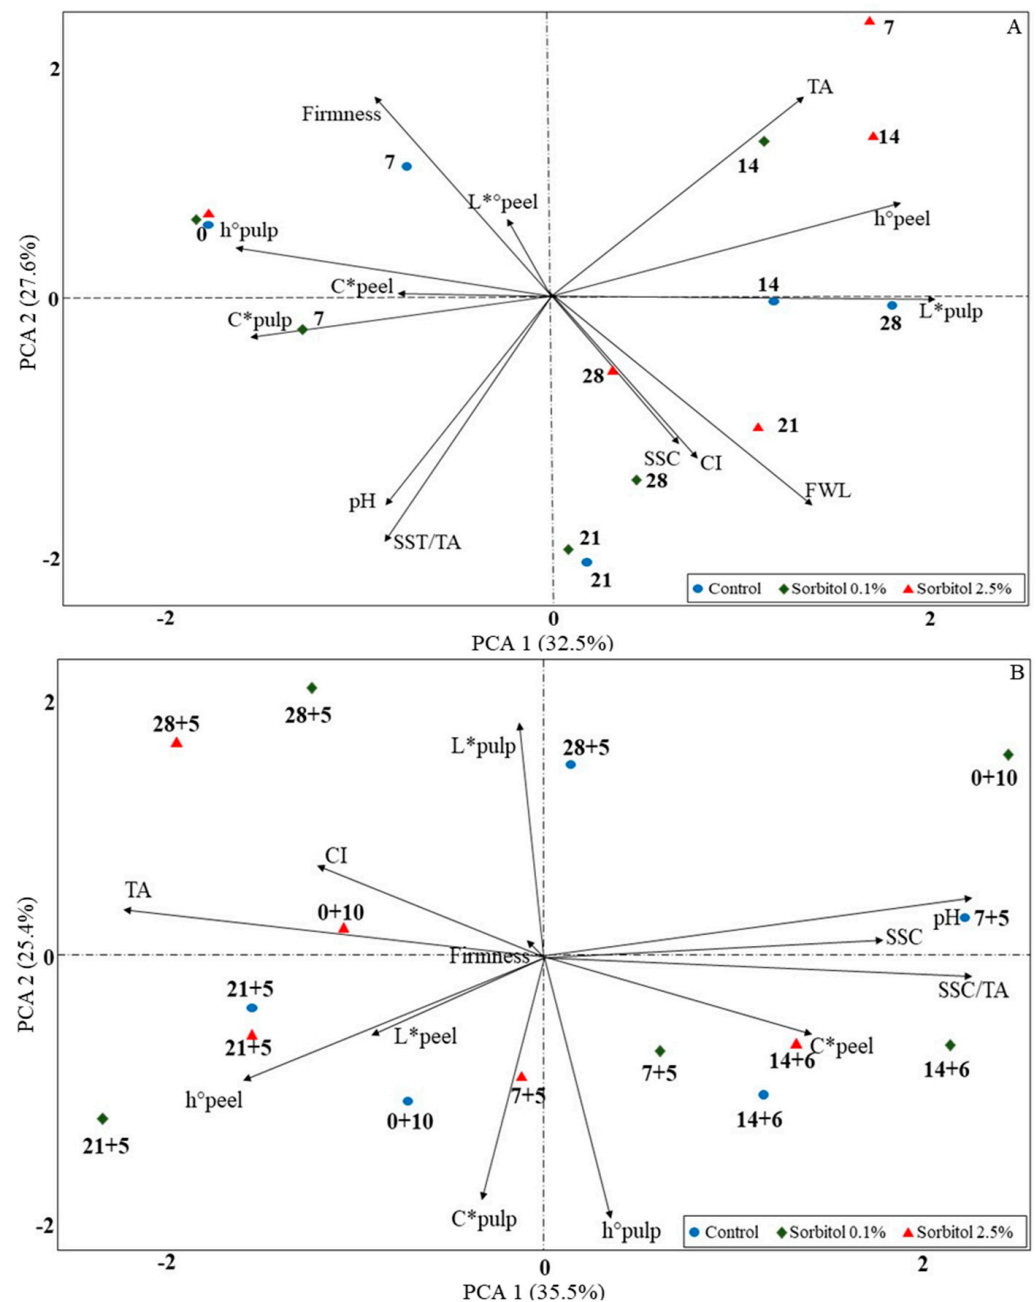 A
7
2
TA
Firmness
14
7
14
L*°peel
h°peel
0 h°pulp
C*peel
14
0
L*pulp
C*pulp 7
28
PCA 2 (27.6%)
28
21
SSC CI
28
FWL
pH
21
SST/TA
-2
21
Control Sorbitol 0.1% Sorbitol 2.5%
-2 0 2
PCA 1 (32.5%)
B
2
28+5
28+5
28+5
L*pulp
0+10
CI
TA
0+10
pH 7+5
SSC
Firmness
0
PCA 2 (25.4%)
21+5
SSC/TA
L*peel
21+5
C*peel
14+6
7+5
14+6
h°peel
7+5
0+10
14+6
21+5
C*pulp
h°pulp
-2
Control Sorbitol 0.1% Sorbitol 2.5%
-2 0 2
PCA 1 (35.5%)